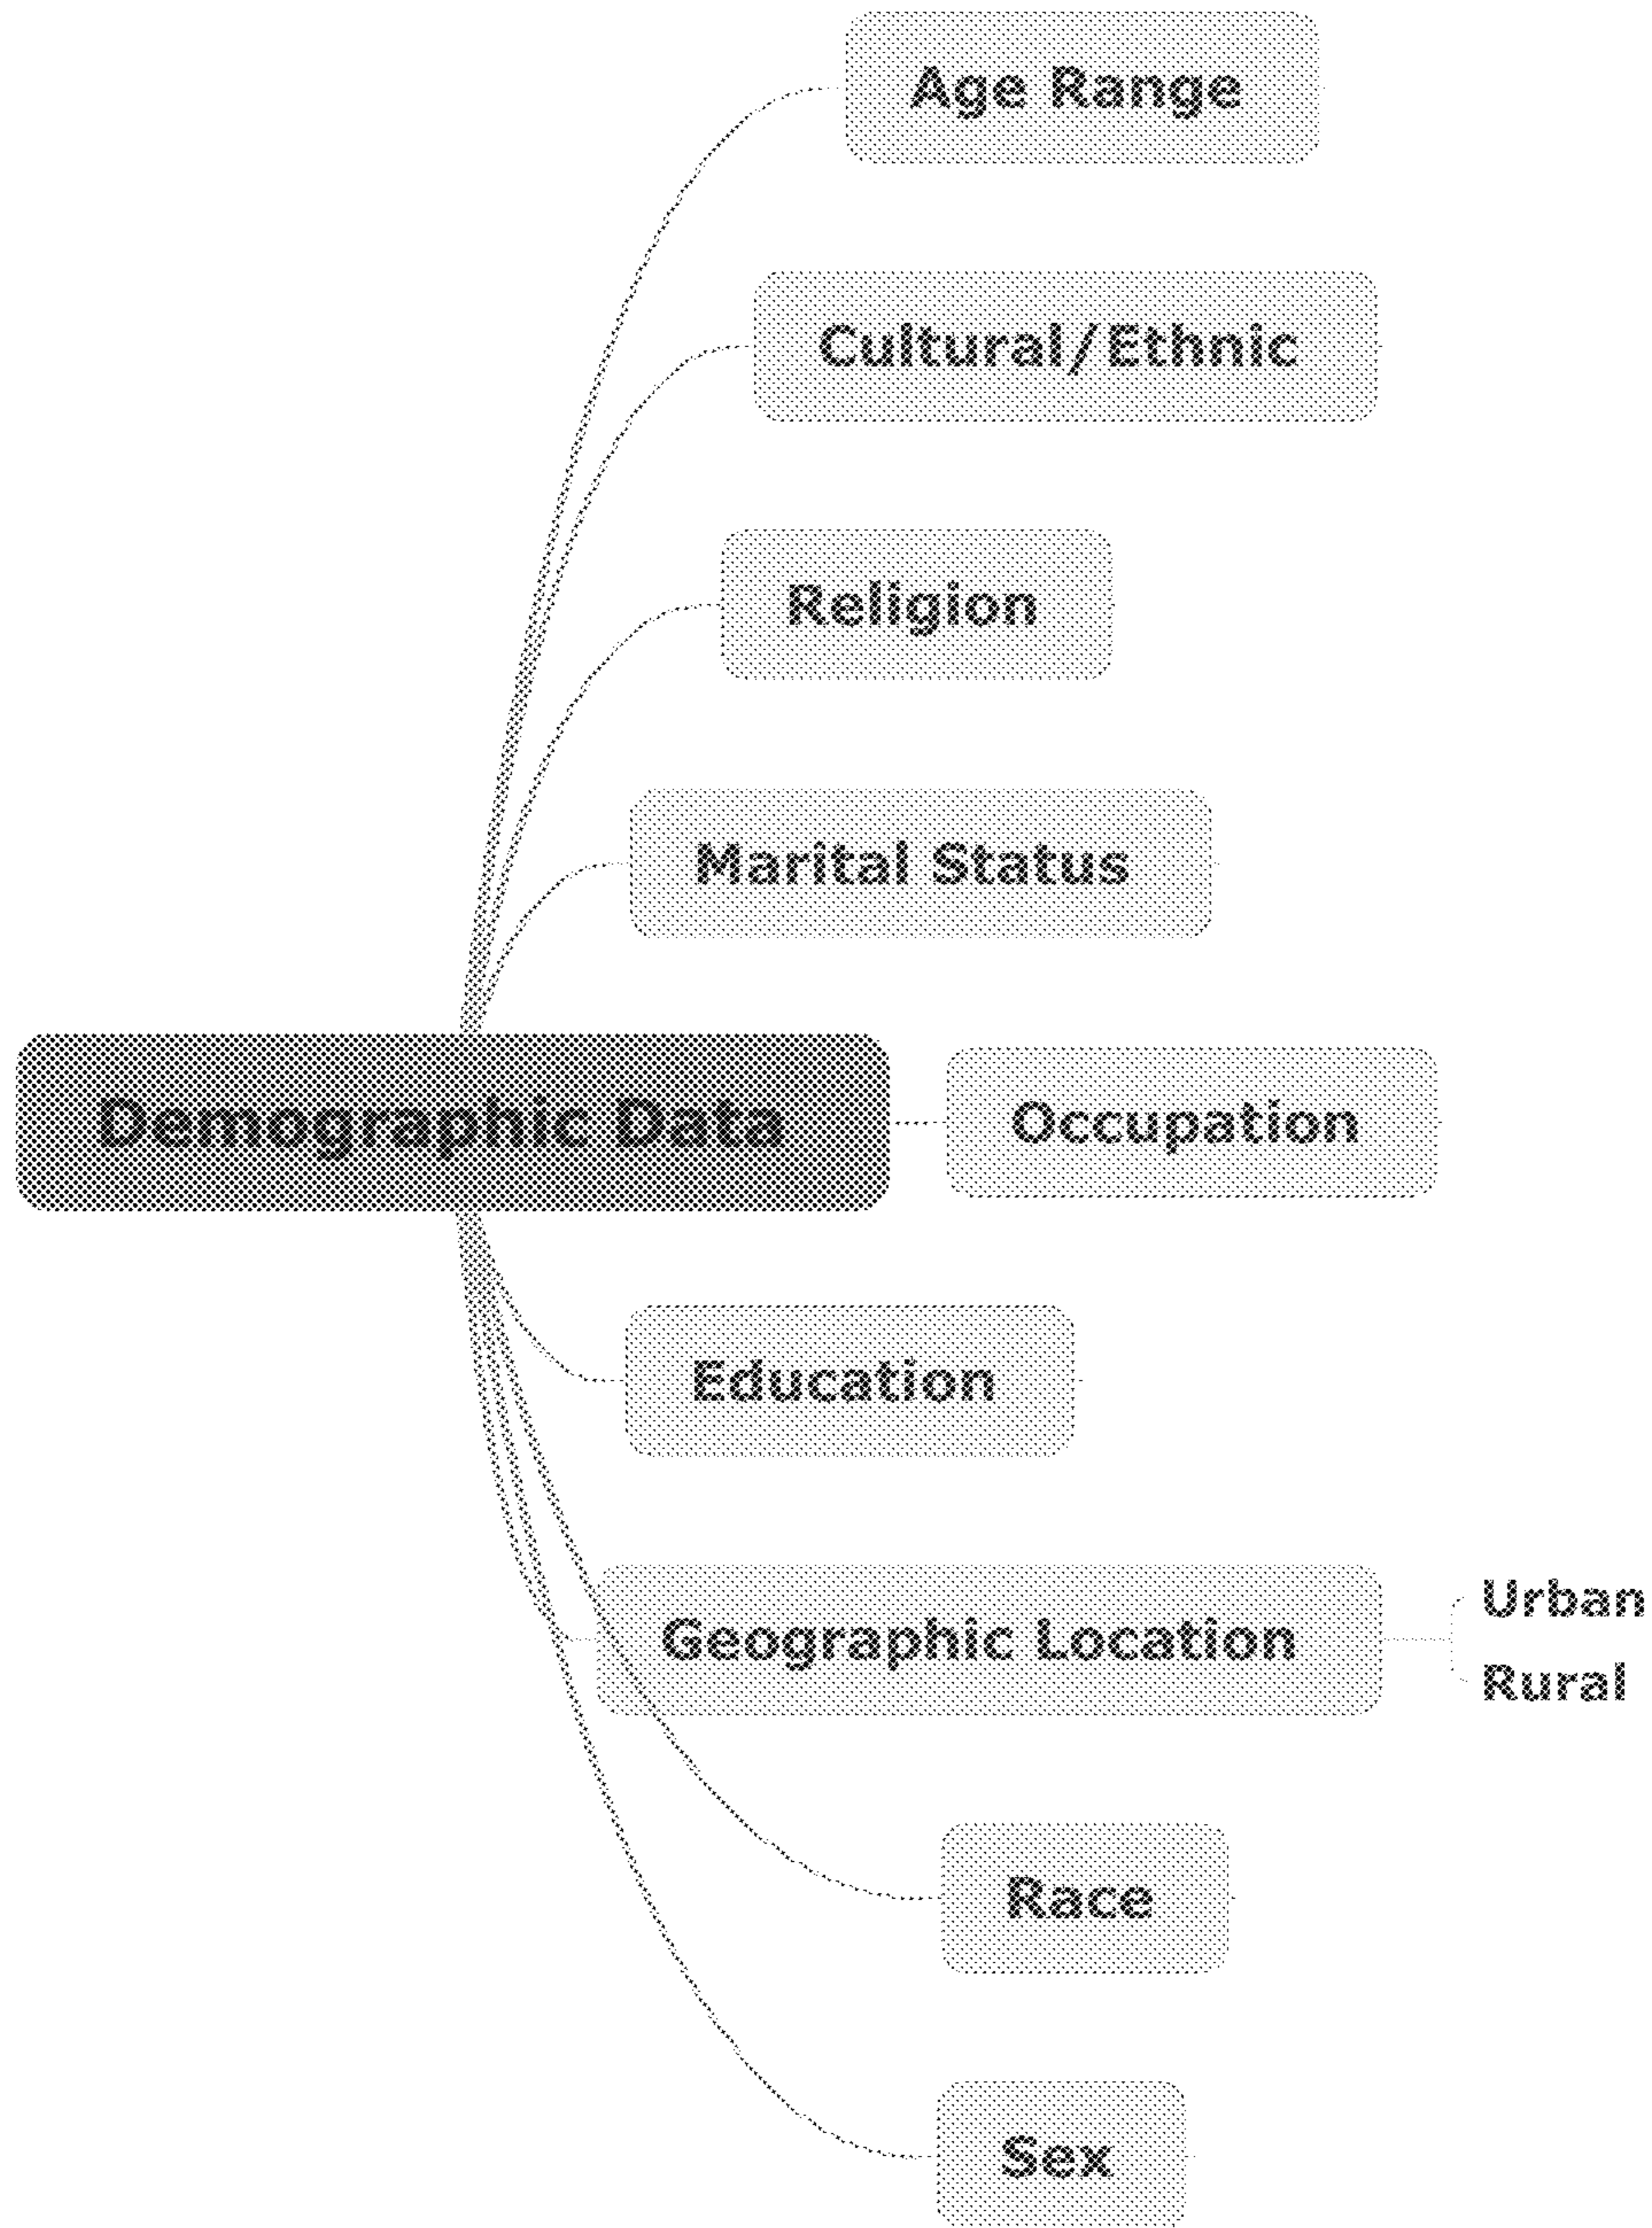 Age Range
Cultural/Ethnic
Religion
Marital Status
Demographic Data
Occupation
Education
Geographic Location
Urban
Rural
Race
Sex